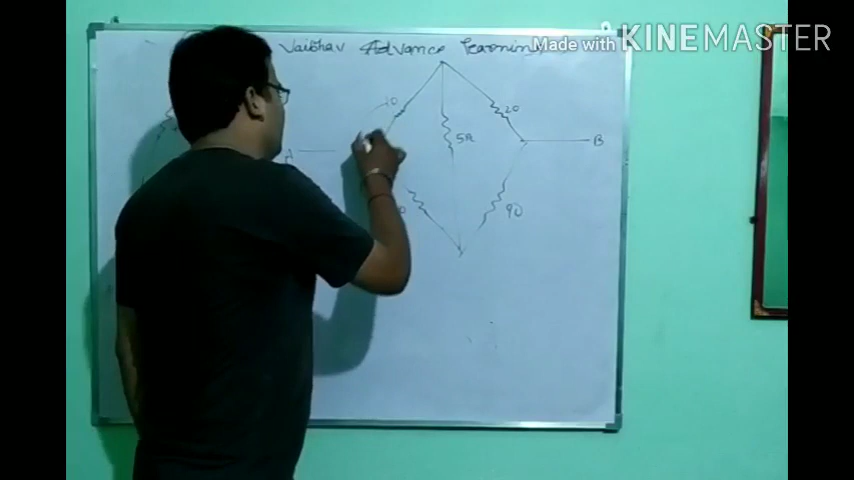 Made with KINEMASTER
Vaibhav Advance Learning
10
20
5Ω
A
B
90